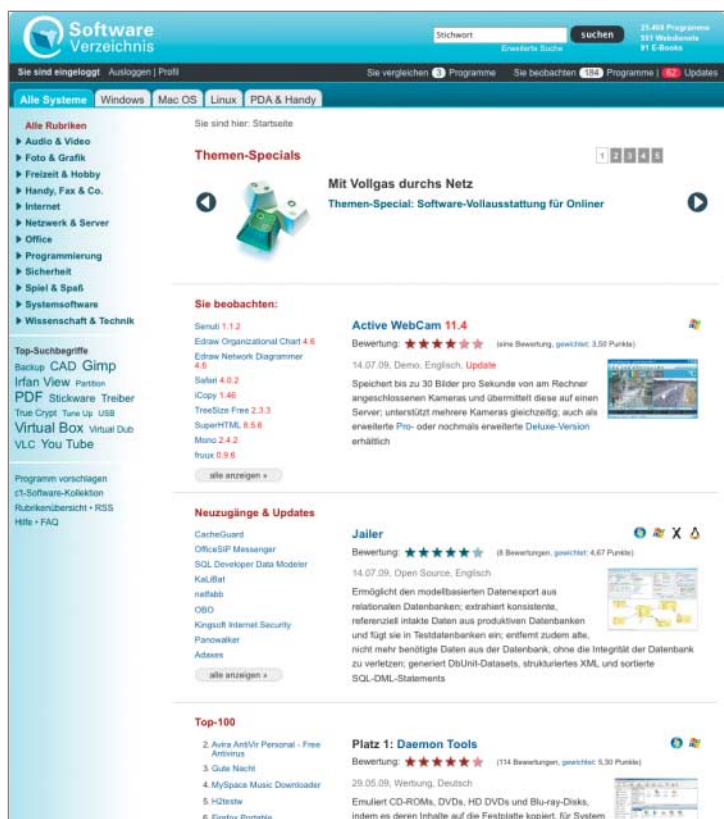 Software
Verzeichnis
Stichwort
suchen
Erweiterte Suche
25.468 Programme
551 Webdienste
91 E-Books
Sie sind eingeloggt Ausloggen | Profil
Sie vergleichen 3 Programme Sie beobachten 184 Programme | 62 Updates
Alle Systeme Windows Mac OS Linux PDA & Handy
Alle Rubriken
Audio & Video
Foto & Grafik
Freizeit & Hobby
Handy, Fax & Co.
Internet
Netzwerk & Server
Office
Programmierung
Sicherheit
Spiel & Spaß
Systemsoftware
Wissenschaft & Technik
Top-Suchbegriffe
Backup CAD Gimp
Irfan View Partition
PDF Stickware Treiber
True Crypt Tune Up USB
Virtual Box Virtual Dub
VLC You Tube
Programm vorschlagen
c't-Software-Kollektion
Rubrikenübersicht • RSS
Hilfe • FAQ
Sie sind hier: Startseite
Themen-Specials
1 2 3 4 5
Mit Vollgas durchs Netz
Themen-Special: Software-Vollausstattung für Onliner
Sie beobachten:
Senuti 1.1.2
Edraw Organizational Chart 4.6
Edraw Network Diagrammer
4.6
Safari 4.0.2
iCopy 1.46
TreeSize Free 2.3.3
SuperHTML 8.5.6
Mono 2.4.2
fruux 0.9.6
alle anzeigen »
Active WebCam 11.4
Bewertung: (eine Bewertung, gewichtet: 3,50 Punkte)
14.07.09, Demo, Englisch, Update
Speichert bis zu 30 Bilder pro Sekunde von am Rechner
angeschlossenen Kameras und übermittelt diese auf einen
Server; unterstützt mehrere Kameras gleichzeitig; auch als
erweiterte Pro- oder nochmals erweiterte Deluxe-Version
erhältlich
Neuzugänge & Updates
CacheGuard
OfficeSIP Messenger
SQL Developer Data Modeler
KaLiBat
netfabb
OBO
Kingsoft Internet Security
Panowalker
Adaxes
alle anzeigen »
Jailer
Bewertung: (8 Bewertungen, gewichtet: 4,67 Punkte)
14.07.09, Open Source, Englisch
Ermöglicht den modellbasierten Datenexport aus
relationalen Datenbanken; extrahiert konsistente,
referenziell intakte Daten aus produktiven Datenbanken
und fügt sie in Testdatenbanken ein; entfernt zudem alte,
nicht mehr benötigte Daten aus der Datenbank, ohne die Integrität der Datenbank
zu verletzen; generiert DbUnit-Datasets, strukturiertes XML und sortierte
SQL-DML-Statements
Top-100
2. Avira AntiVir Personal - Free
Antivirus
3. Gute Nacht
4. MySpace Music Downloader
5. H2testw
6. Firefox Portable
Platz 1: Daemon Tools
Bewertung: (114 Bewertungen, gewichtet: 5,30 Punkte)
29.05.09, Werbung, Deutsch
Emuliert CD-ROMs, DVDs, HD DVDs und Blu-ray-Disks,
indem es deren Inhalte auf die Festplatte kopiert, für System